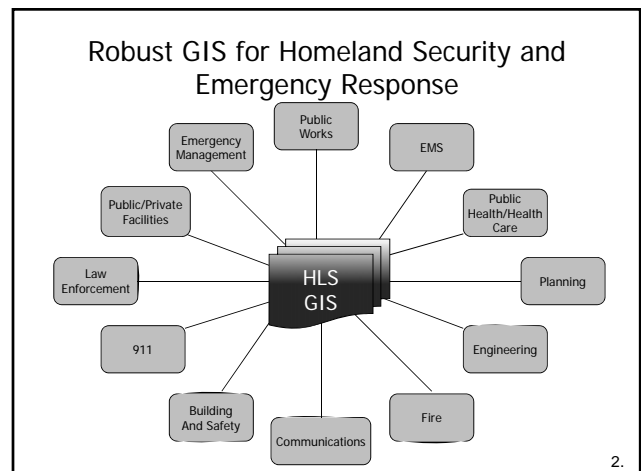 Robust GIS for Homeland Security and
Emergency Response
Public
Works
Emergency
Management
EMS
Public/Private
Facilities
Public
Health/Health
Care
Law
Enforcement
HLS
GIS
Planning
911
Engineering
Building
And Safety
Communications
Fire
2.